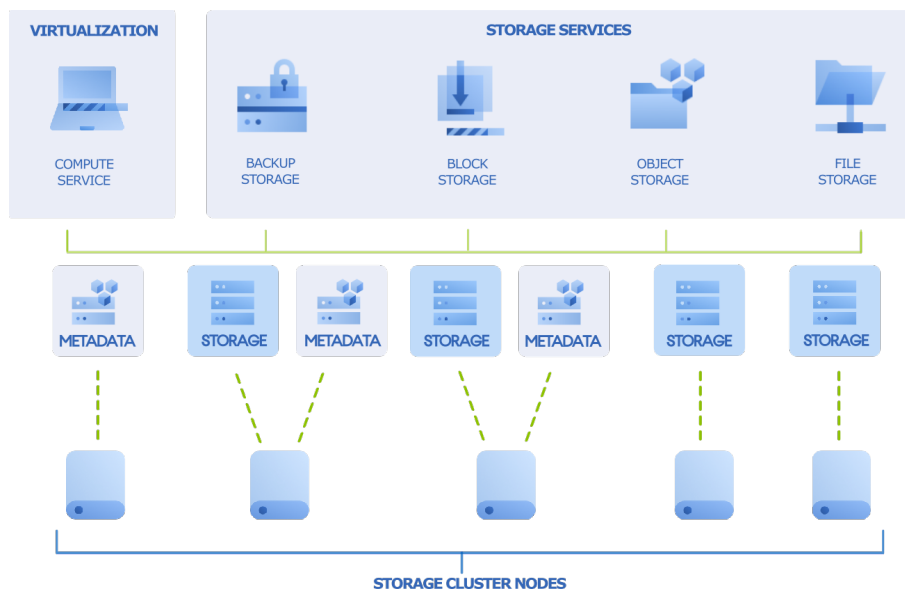 VIRTUALIZATION
STORAGE SERVICES
COMPUTE
SERVICE
BACKUP
STORAGE
BLOCK
STORAGE
OBJECT
STORAGE
FILE
STORAGE
METADATA
STORAGE
METADATA
STORAGE
METADATA
STORAGE
STORAGE
STORAGE CLUSTER NODES